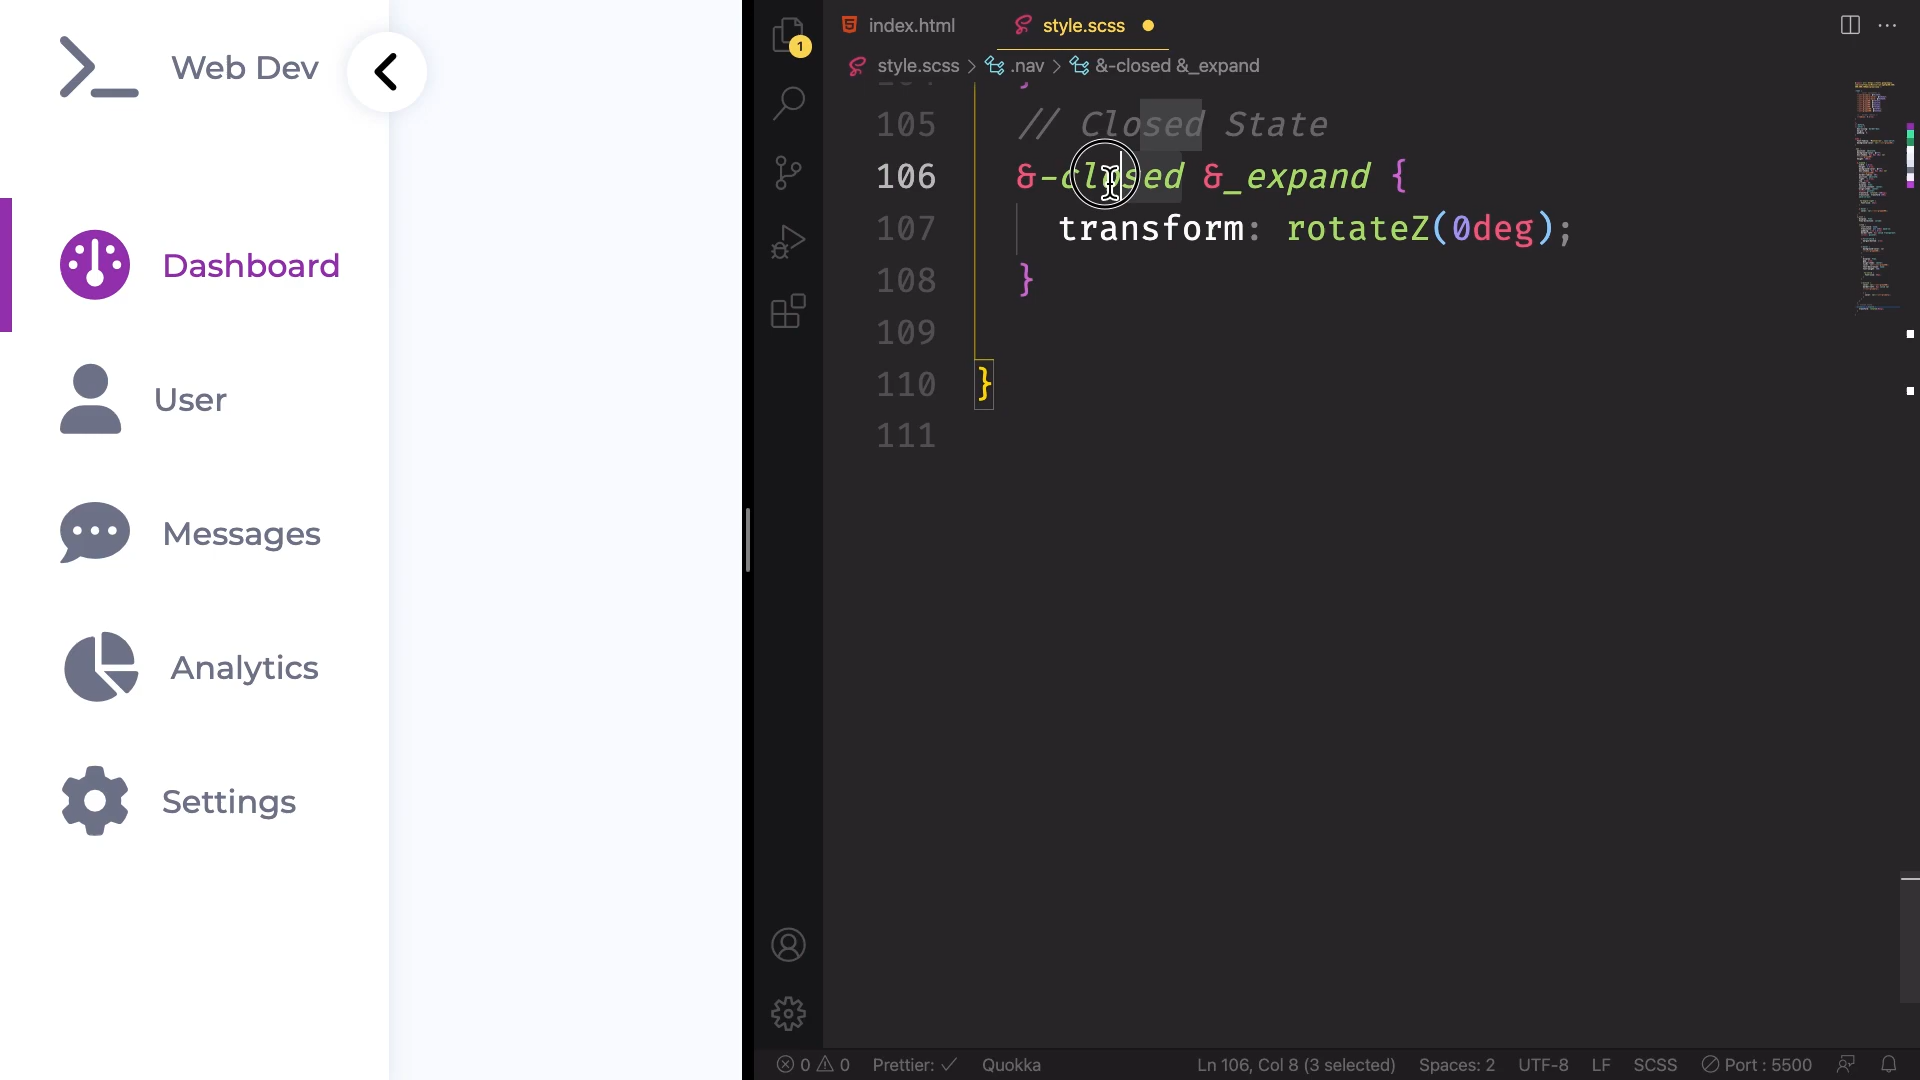 Web Dev
Dashboard
User
Messages
Analytics
Settings
1
index.html
style.scss
style.scss > .nav > &-closed &_expand
105 // Closed State
106 &-closed &_expand {
107 transform: rotateZ(0deg);
108 }
109
110 }
111
0 0 Prettier: ✓ Quokka Ln 106, Col 8 (3 selected) Spaces: 2 UTF-8 LF SCSS Port : 5500